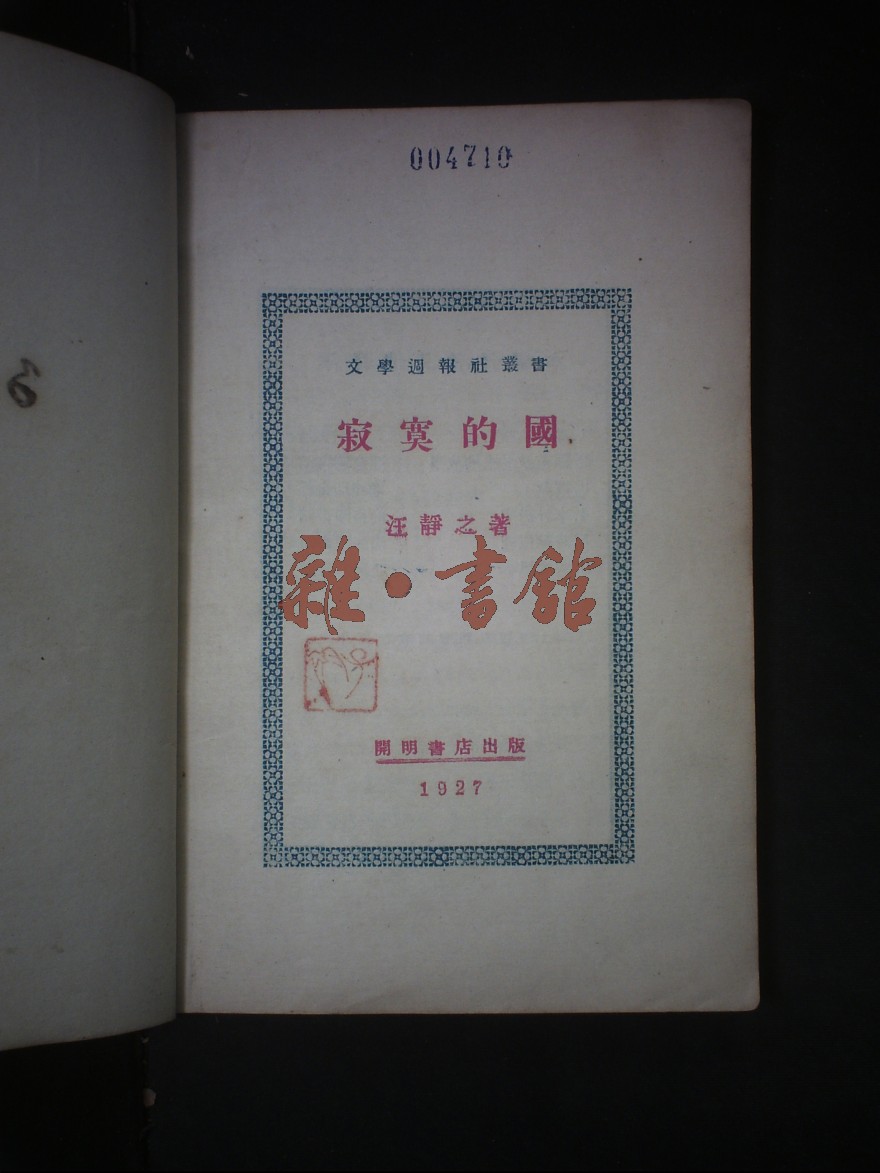 004710
文學週報社叢書
寂寞的國
汪靜之著
雜·書館
開明書店出版
1927